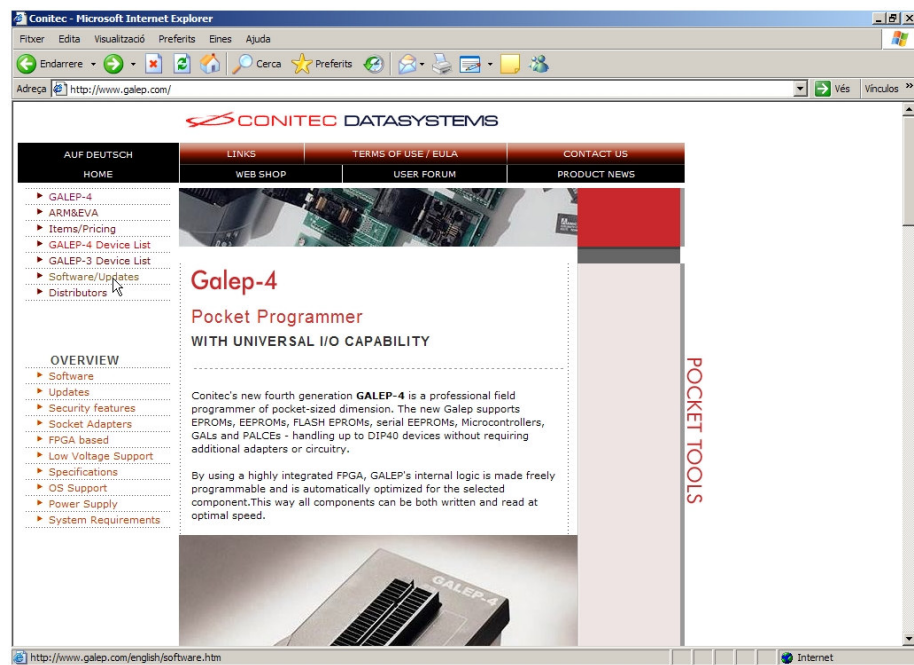 Conitec - Microsoft Internet Explorer
Fitxer Edita Visualització Preferits Eines Ajuda
Endarrere Cerca Preferits
Adreça http://www.galep.com/ Vés Vínculos »
CONITEC DATASYSTEMS
AUF DEUTSCH LINKS TERMS OF USE / EULA CONTACT US
HOME WEB SHOP USER FORUM PRODUCT NEWS
GALEP-4
ARM&EVA
Items/Pricing
GALEP-4 Device List
GALEP-3 Device List
Software/Updates
Distributors
OVERVIEW
Software
Updates
Security features
Socket Adapters
FPGA based
Low Voltage Support
Specifications
OS Support
Power Supply
System Requirements
Galep-4
Pocket Programmer
WITH UNIVERSAL I/O CAPABILITY
Conitec's new fourth generation GALEP-4 is a professional field
programmer of pocket-sized dimension. The new Galep supports
EPROMs, EEPROMs, FLASH EPROMs, serial EEPROMs, Microcontrollers,
GALs and PALCEs - handling up to DIP40 devices without requiring
additional adapters or circuitry.
By using a highly integrated FPGA, GALEP's internal logic is made freely
programmable and is automatically optimized for the selected
component.This way all components can be both written and read at
optimal speed.
GALEP-4
POCKET TOOLS
http://www.galep.com/english/software.htm Internet